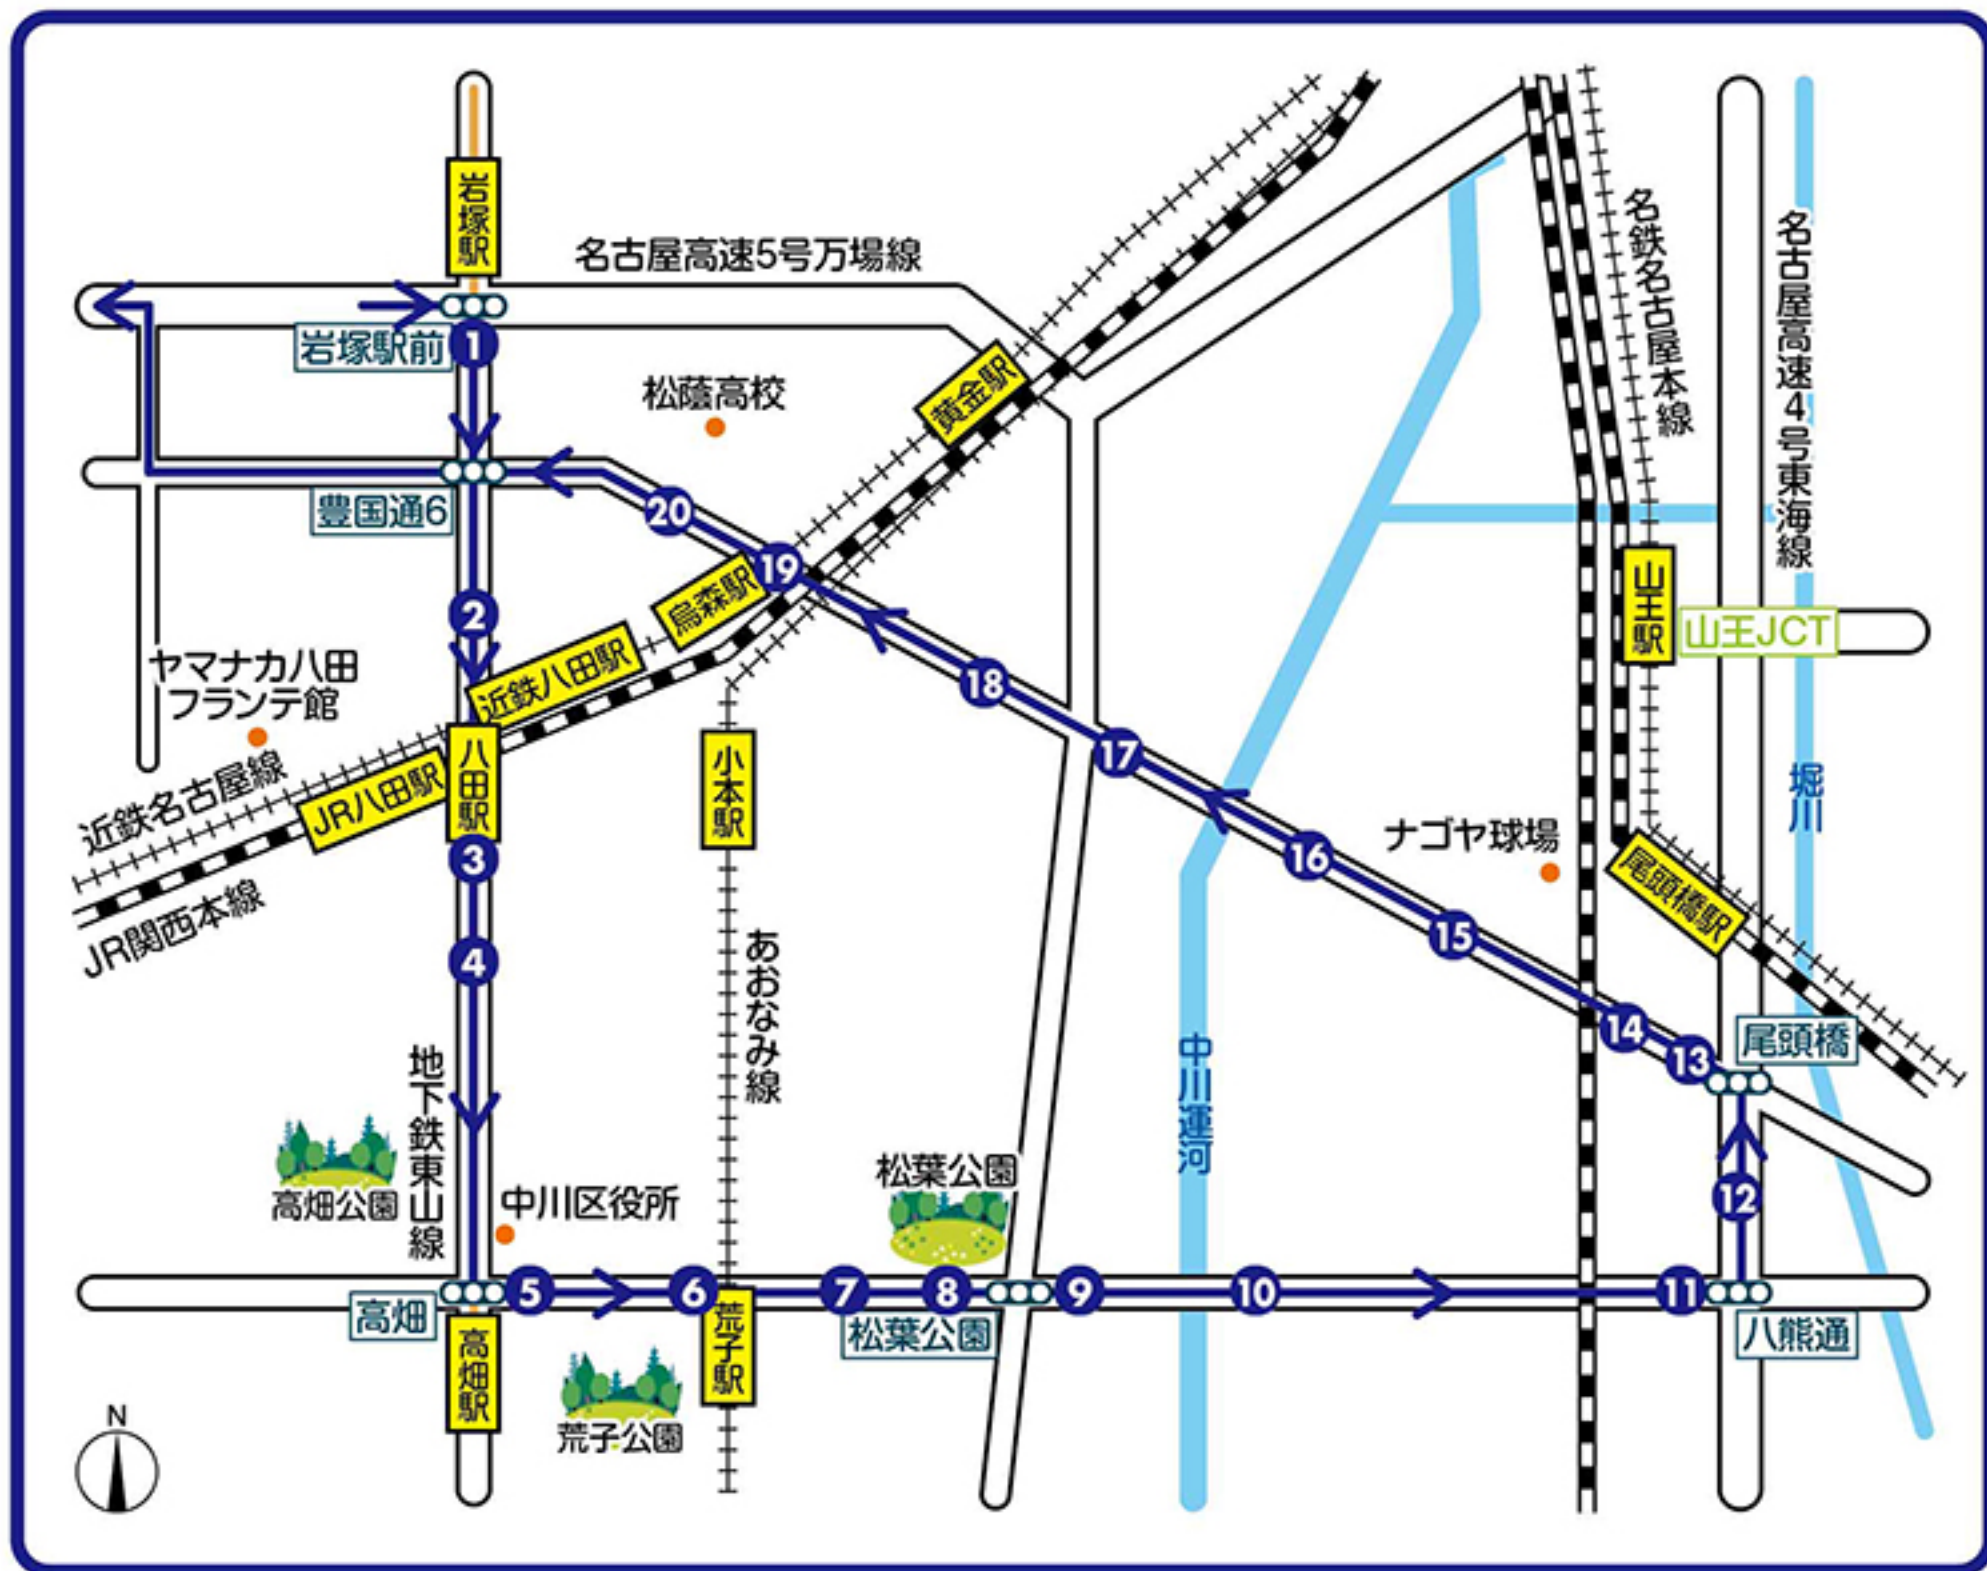 岩塚駅
名古屋高速5号万場線
岩塚駅前
1
松蔭高校
黄金駅
名鉄名古屋本線
名古屋高速4号東海線
豊国通6
20
19
烏森駅
2
近鉄八田駅
ヤマナカ八田
フランテ館
18
山王駅
山王JCT
17
小本駅
八田駅
JR八田駅
近鉄名古屋線
JR関西本線
3
16
ナゴヤ球場
堀川
尾頭橋駅
4
あおなみ線
15
14
13
尾頭橋
地下鉄東山線
中川運河
高畑公園
中川区役所
松葉公園
12
高畑
5
6
7
8
9
10
11
荒子駅
松葉公園
八熊通
高畑駅
荒子公園
N